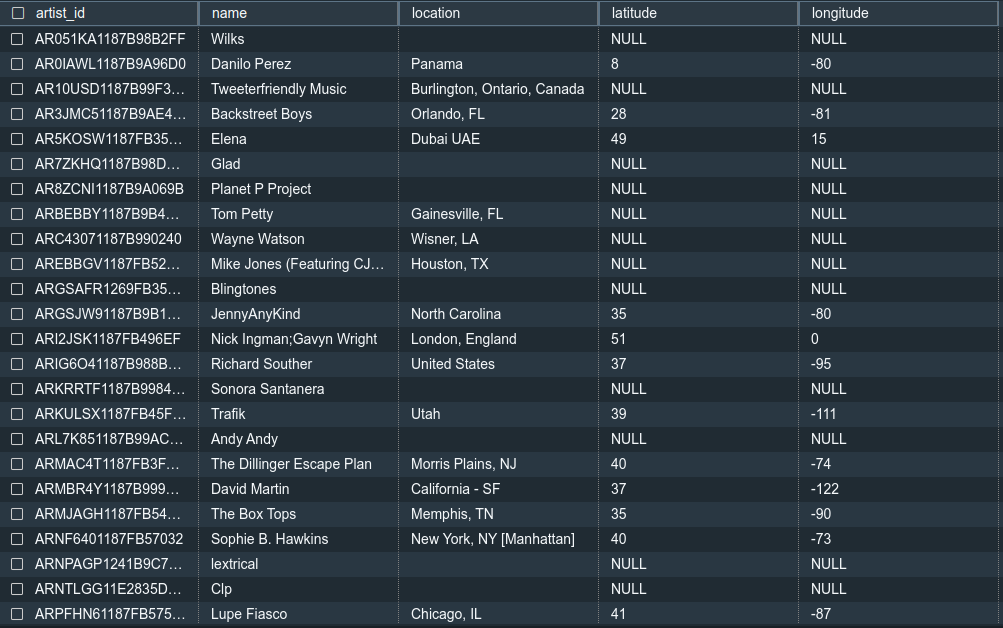 artist_id name location latitude longitude
AR051KA1187B98B2FF Wilks NULL NULL
AR0IAWL1187B9A96D0 Danilo Perez Panama 8 -80
AR10USD1187B99F3... Tweeterfriendly Music Burlington, Ontario, Canada NULL NULL
AR3JMC51187B9AE4... Backstreet Boys Orlando, FL 28 -81
AR5KOSW1187FB35... Elena Dubai UAE 49 15
AR7ZKHQ1187B98D... Glad NULL NULL
AR8ZCNI1187B9A069B Planet P Project NULL NULL
ARBEBBY1187B9B4... Tom Petty Gainesville, FL NULL NULL
ARC43071187B990240 Wayne Watson Wisner, LA NULL NULL
AREBBGV1187FB52... Mike Jones (Featuring CJ... Houston, TX NULL NULL
ARGSAFR1269FB35... Blingtones NULL NULL
ARGSJW91187B9B1... JennyAnyKind North Carolina 35 -80
ARI2JSK1187FB496EF Nick Ingman;Gavyn Wright London, England 51 0
ARIG6O41187B988B... Richard Souther United States 37 -95
ARKRRTF1187B9984... Sonora Santanera NULL NULL
ARKULSX1187FB45F... Trafik Utah 39 -111
ARL7K851187B99AC... Andy Andy NULL NULL
ARMAC4T1187FB3F... The Dillinger Escape Plan Morris Plains, NJ 40 -74
ARMBR4Y1187B999... David Martin California - SF 37 -122
ARMJAGH1187FB54... The Box Tops Memphis, TN 35 -90
ARNF6401187FB57032 Sophie B. Hawkins New York, NY [Manhattan] 40 -73
ARNPAGP1241B9C7... lextrical NULL NULL
ARNTLGG11E2835D... Clp NULL NULL
ARPFHN61187FB575... Lupe Fiasco Chicago, IL 41 -87